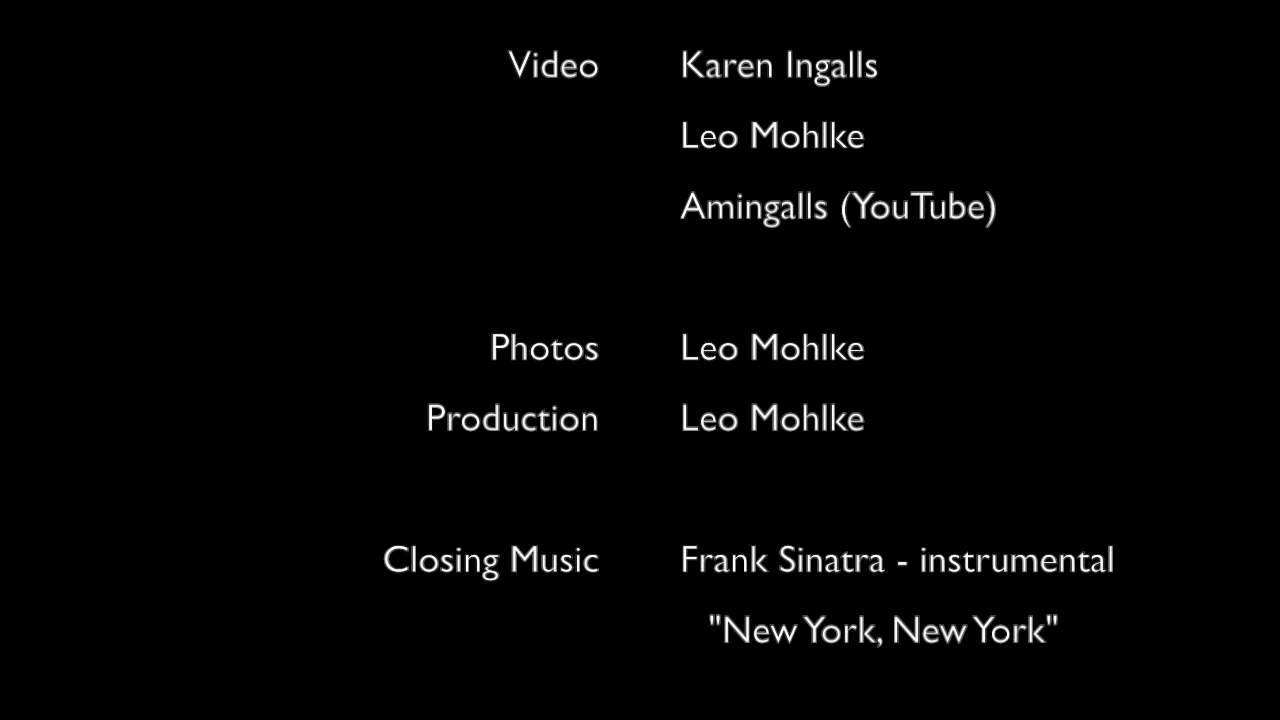 Video Karen Ingalls
Leo Mohlke
Amingalls (YouTube)
Photos Leo Mohlke
Production Leo Mohlke
Closing Music Frank Sinatra - instrumental
"New York, New York"